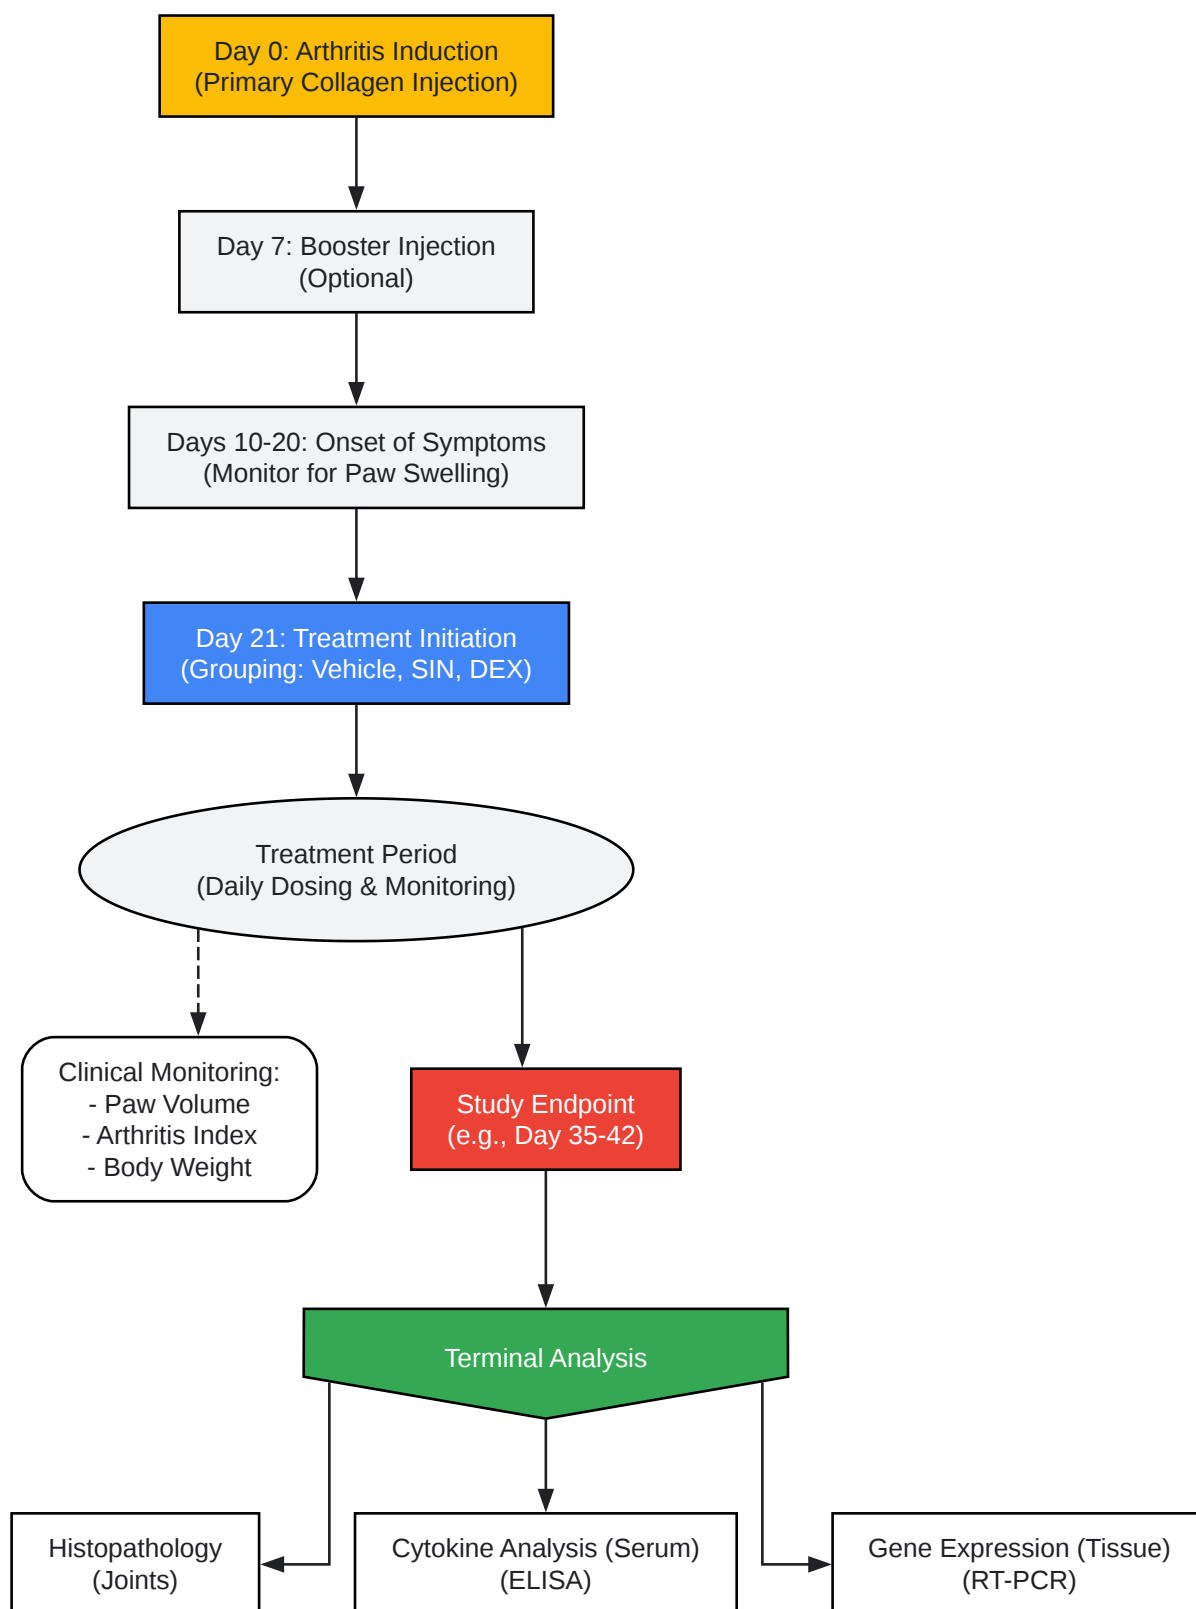 Day 0: Arthritis Induction
(Primary Collagen Injection)
Day 7: Booster Injection
(Optional)
Days 10-20: Onset of Symptoms
(Monitor for Paw Swelling)
Day 21: Treatment Initiation
(Grouping: Vehicle, SIN, DEX)
Treatment Period
(Daily Dosing & Monitoring)
Clinical Monitoring:
- Paw Volume
- Arthritis Index
- Body Weight
Study Endpoint
(e.g., Day 35-42)
Terminal Analysis
Histopathology
(Joints)
Cytokine Analysis (Serum)
(ELISA)
Gene Expression (Tissue)
(RT-PCR)